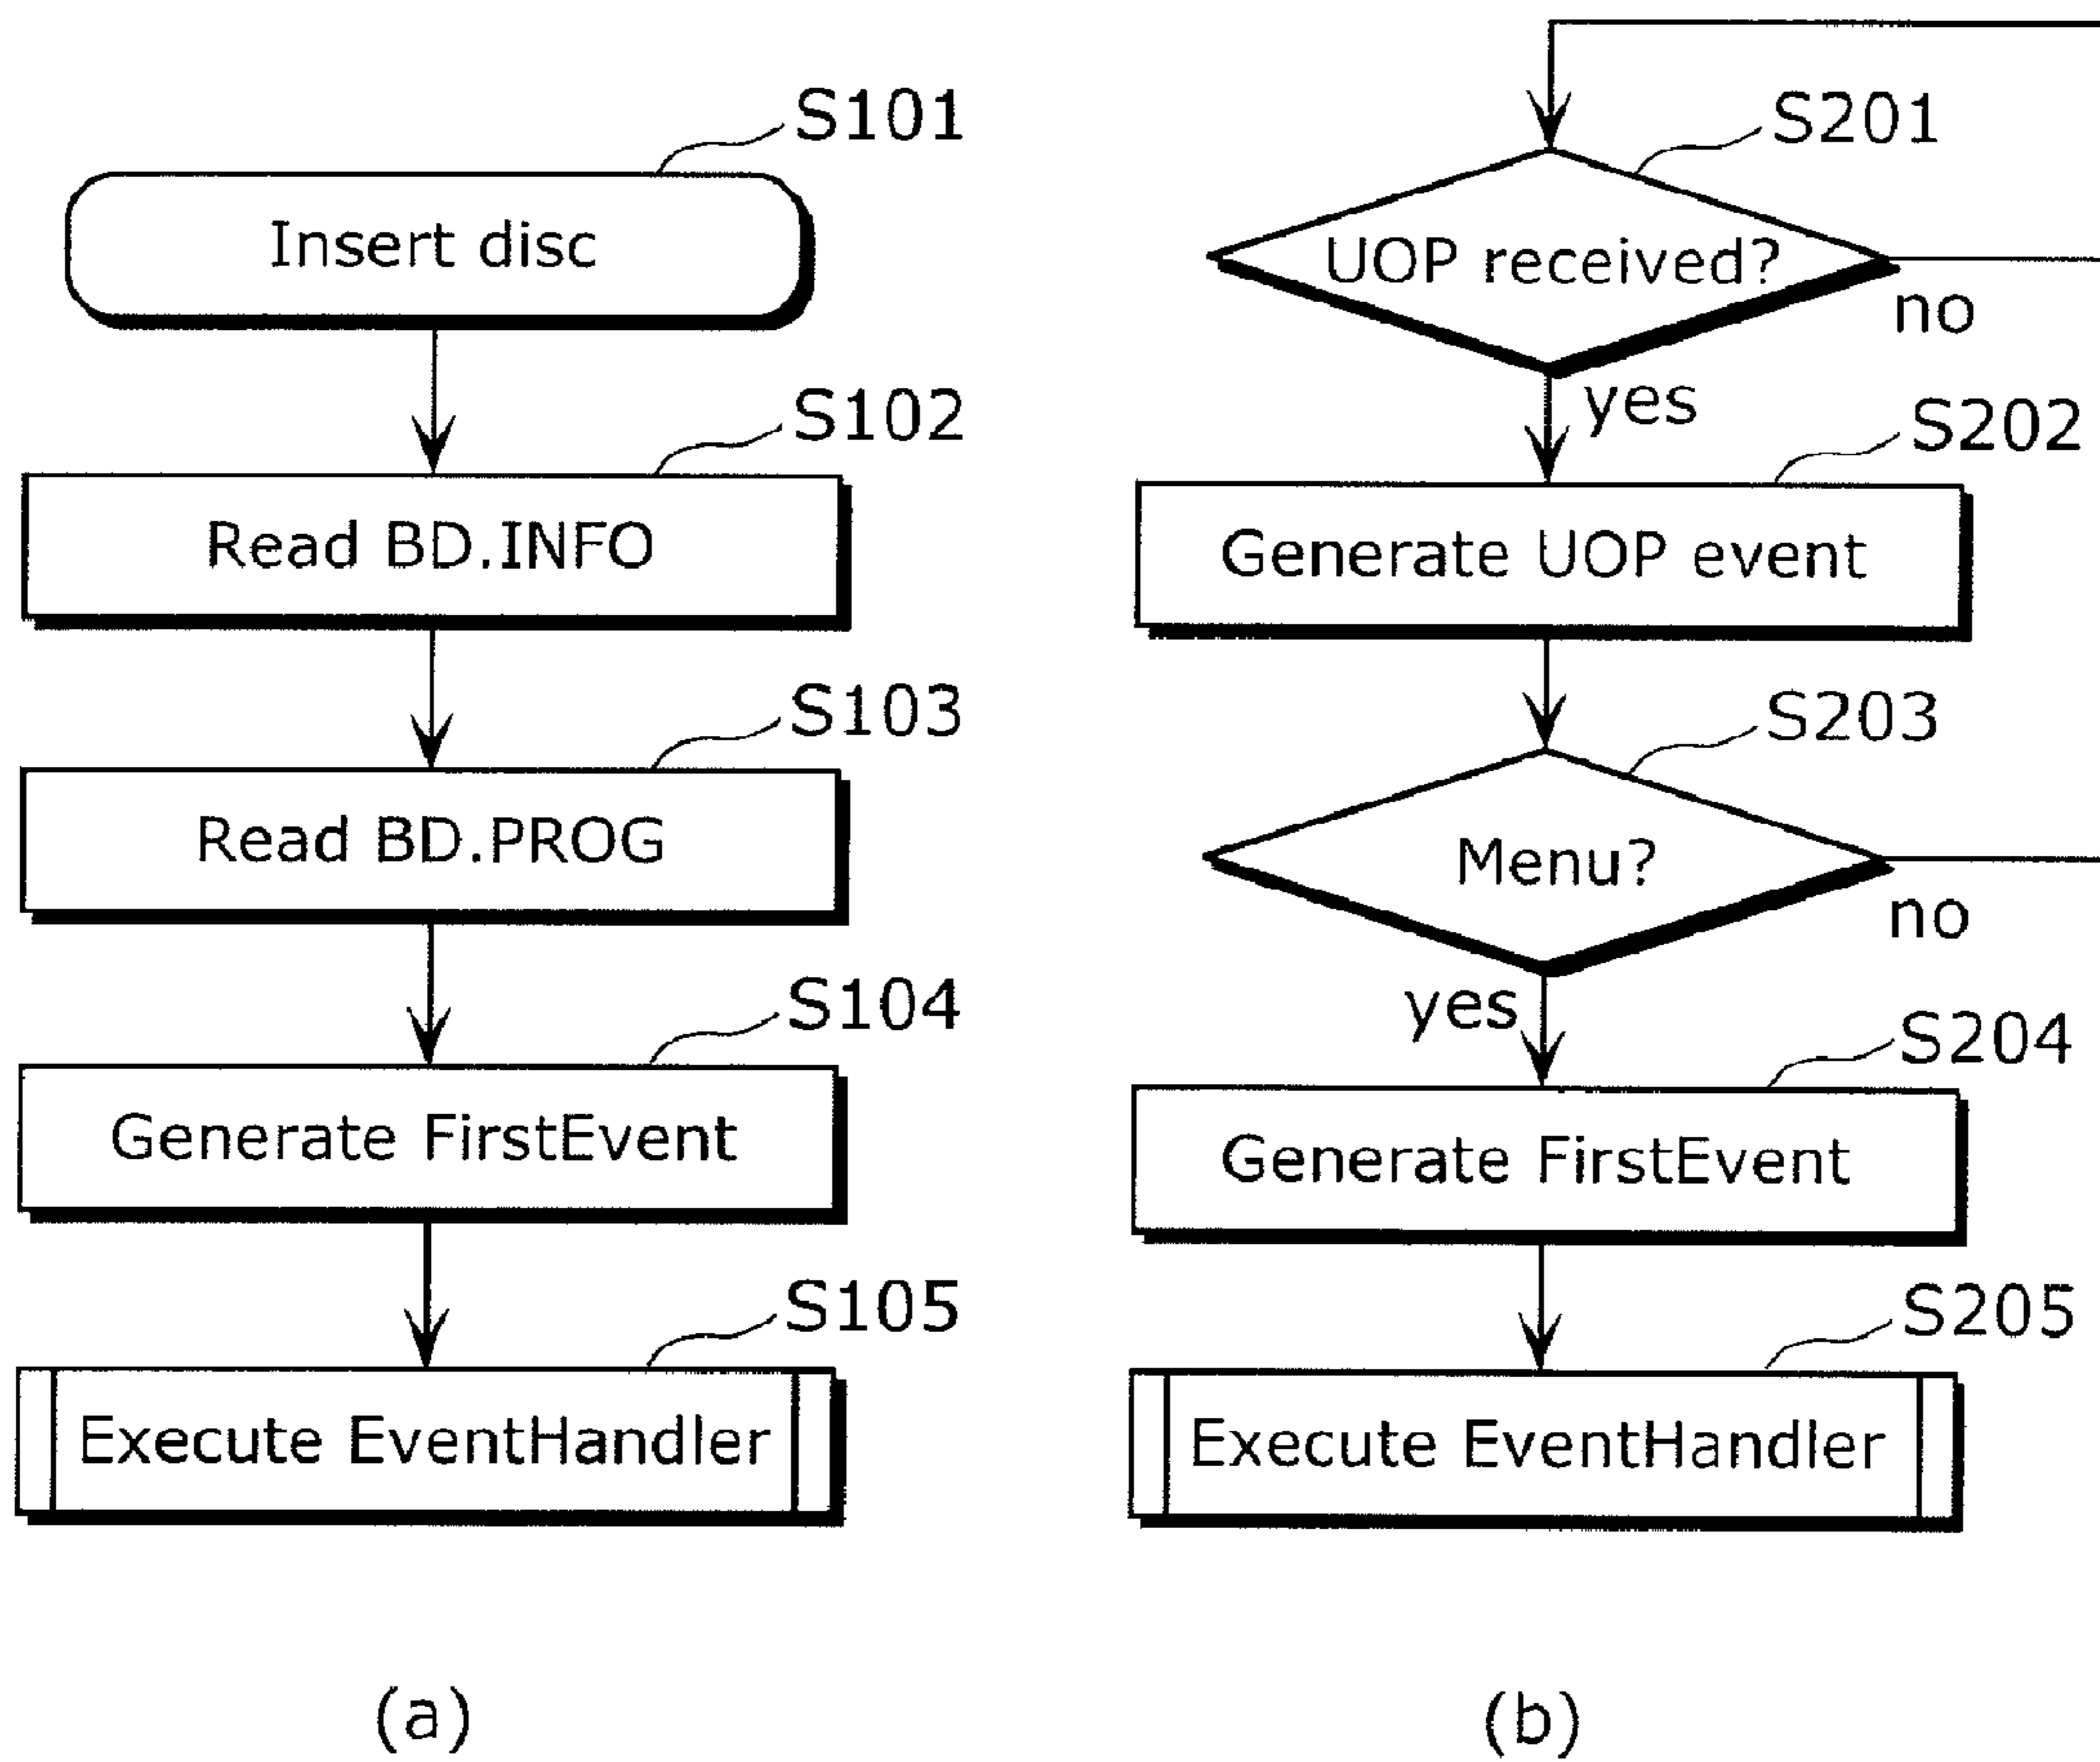 S101
Insert disc
S102
Read BD.INFO
S103
Read BD.PROG
S104
Generate FirstEvent
S105
Execute EventHandler
(a)
S201
UOP received?
no
yes
S202
Generate UOP event
S203
Menu?
no
yes
S204
Generate FirstEvent
S205
Execute EventHandler
(b)